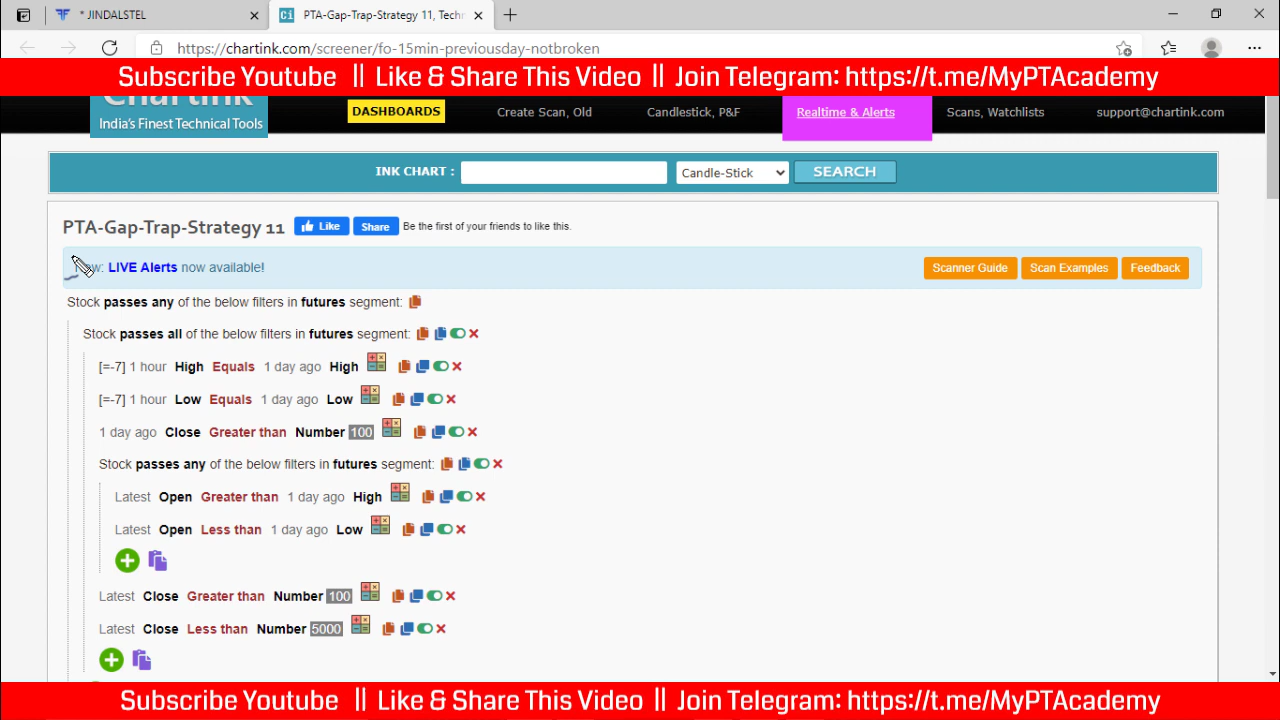 * JINDALSTEL
PTA-Gap-Trap-Strategy 11, Techn
https://chartink.com/screener/fo-15min-previousday-notbroken
Subscribe Youtube || Like & Share This Video || Join Telegram: https://t.me/MyPTAcademy
Chartink
India's Finest Technical Tools
DASHBOARDS
Create Scan, Old
Candlestick, P&F
Realtime & Alerts
Scans, Watchlists
support@chartink.com
INK CHART :
Candle-Stick
SEARCH
PTA-Gap-Trap-Strategy 11
Like
Share
Be the first of your friends to like this.
LIVE Alerts now available!
Scanner Guide
Scan Examples
Feedback
Stock passes any of the below filters in futures segment:
Stock passes all of the below filters in futures segment:
[=-7] 1 hour High Equals 1 day ago High
[=-7] 1 hour Low Equals 1 day ago Low
1 day ago Close Greater than Number 100
Stock passes any of the below filters in futures segment:
Latest Open Greater than 1 day ago High
Latest Open Less than 1 day ago Low
Latest Close Greater than Number 100
Latest Close Less than Number 5000
Subscribe Youtube || Like & Share This Video || Join Telegram: https://t.me/MyPTAcademy